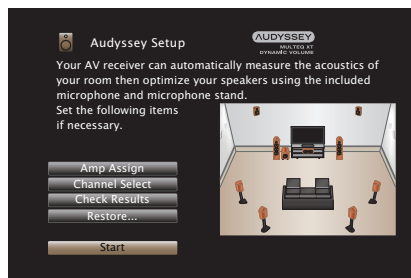 Audyssey Setup
AUDYSSEY
MULTEQ XT
DYNAMIC VOLUME
Your AV receiver can automatically measure the acoustics of
your room then optimize your speakers using the included
microphone and microphone stand.
Set the following items
if necessary.
Amp Assign
Channel Select
Check Results
Restore...
Start